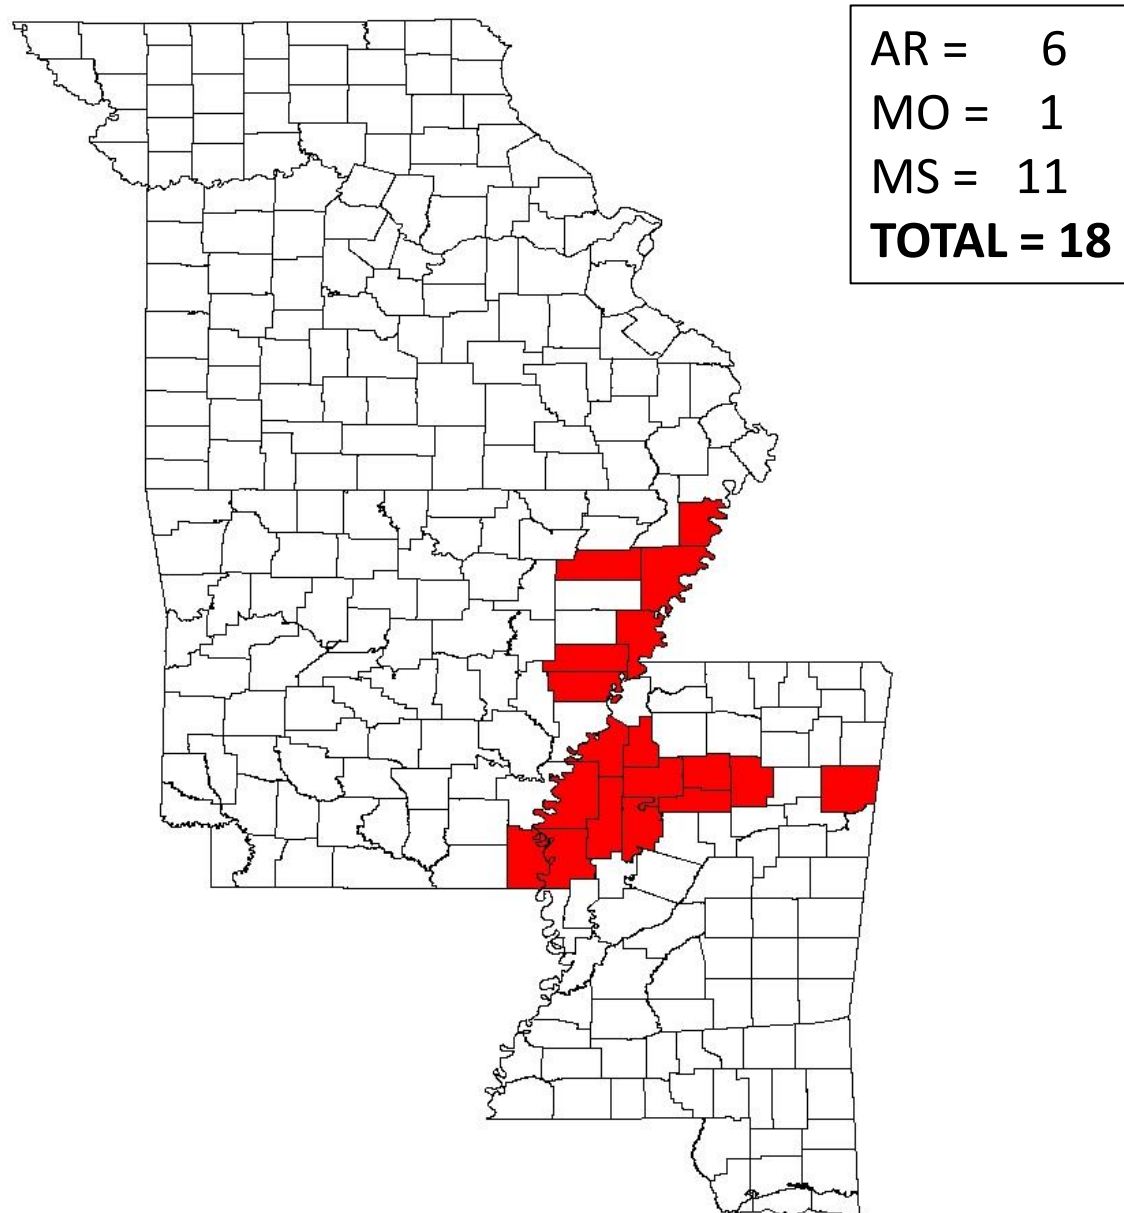 AR = 6
MO = 1
MS = 11
TOTAL = 18